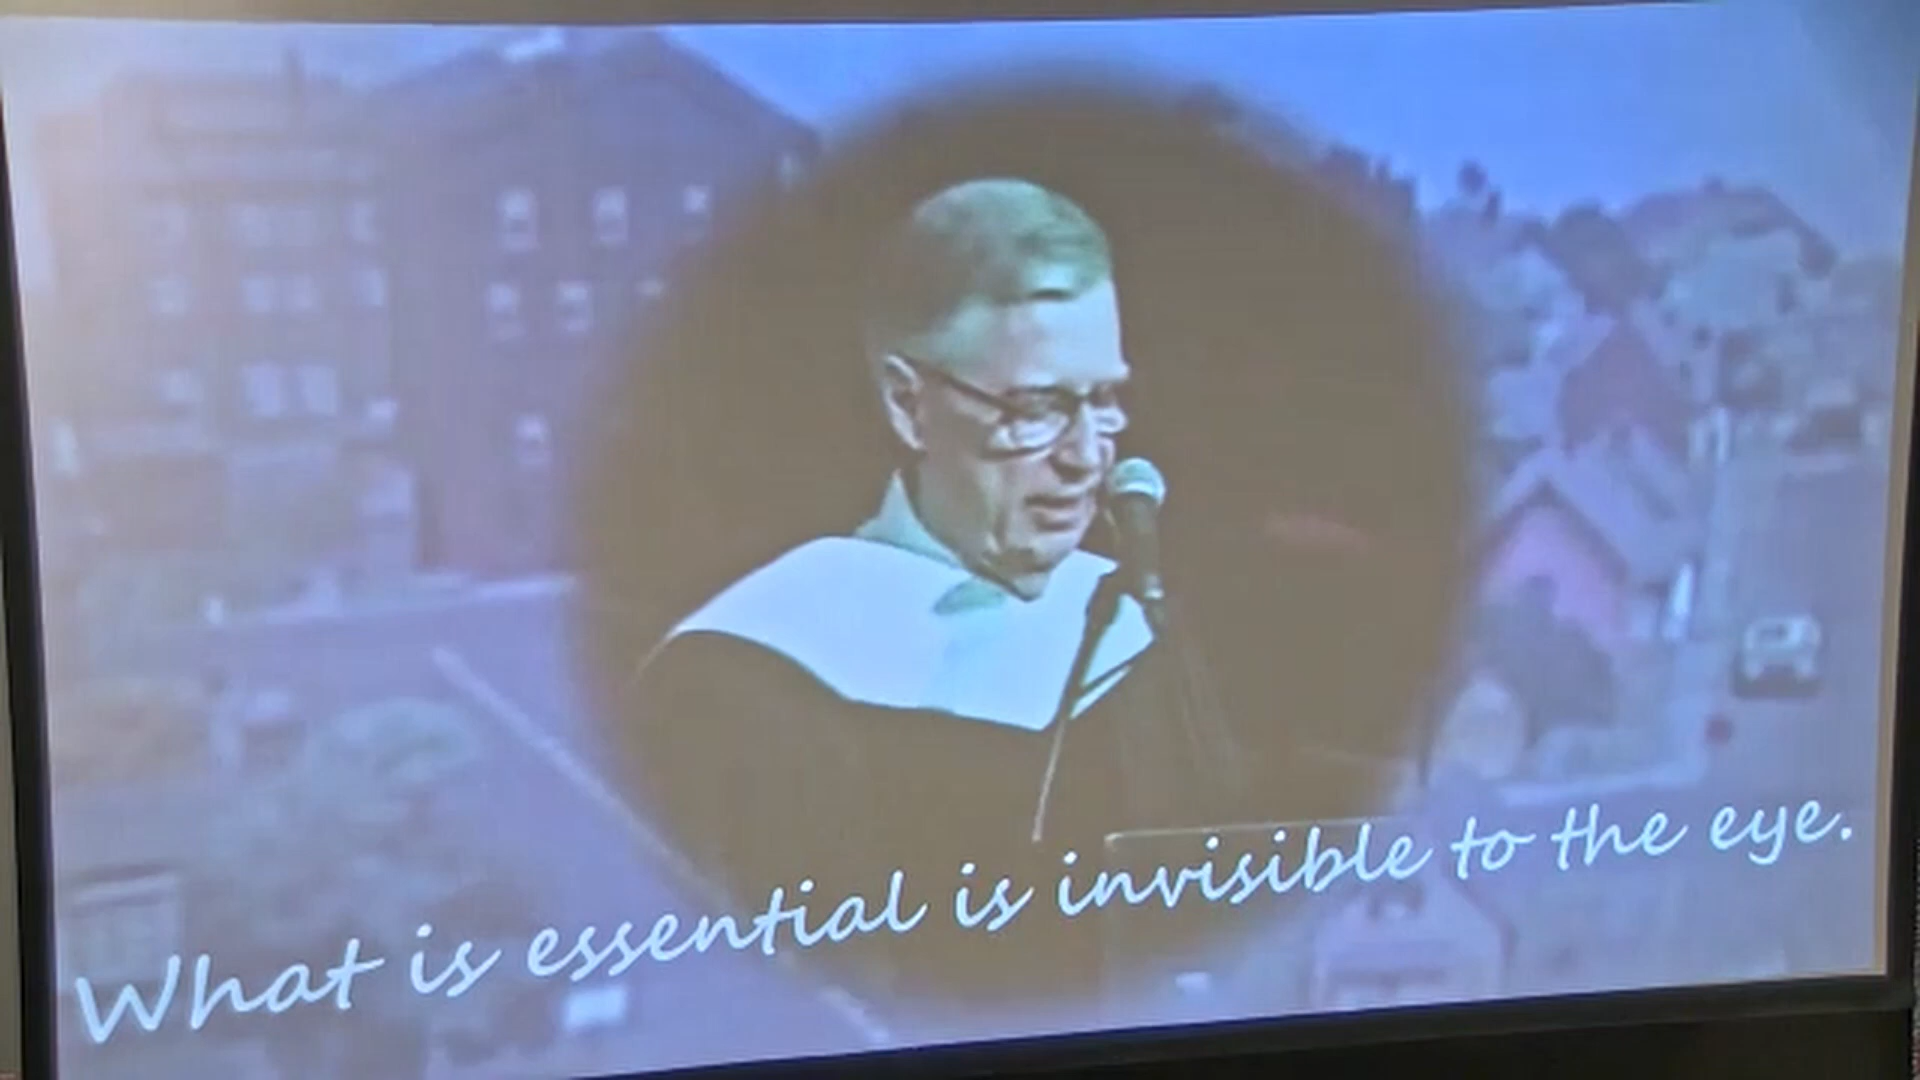 What is essential is invisible to the eye.